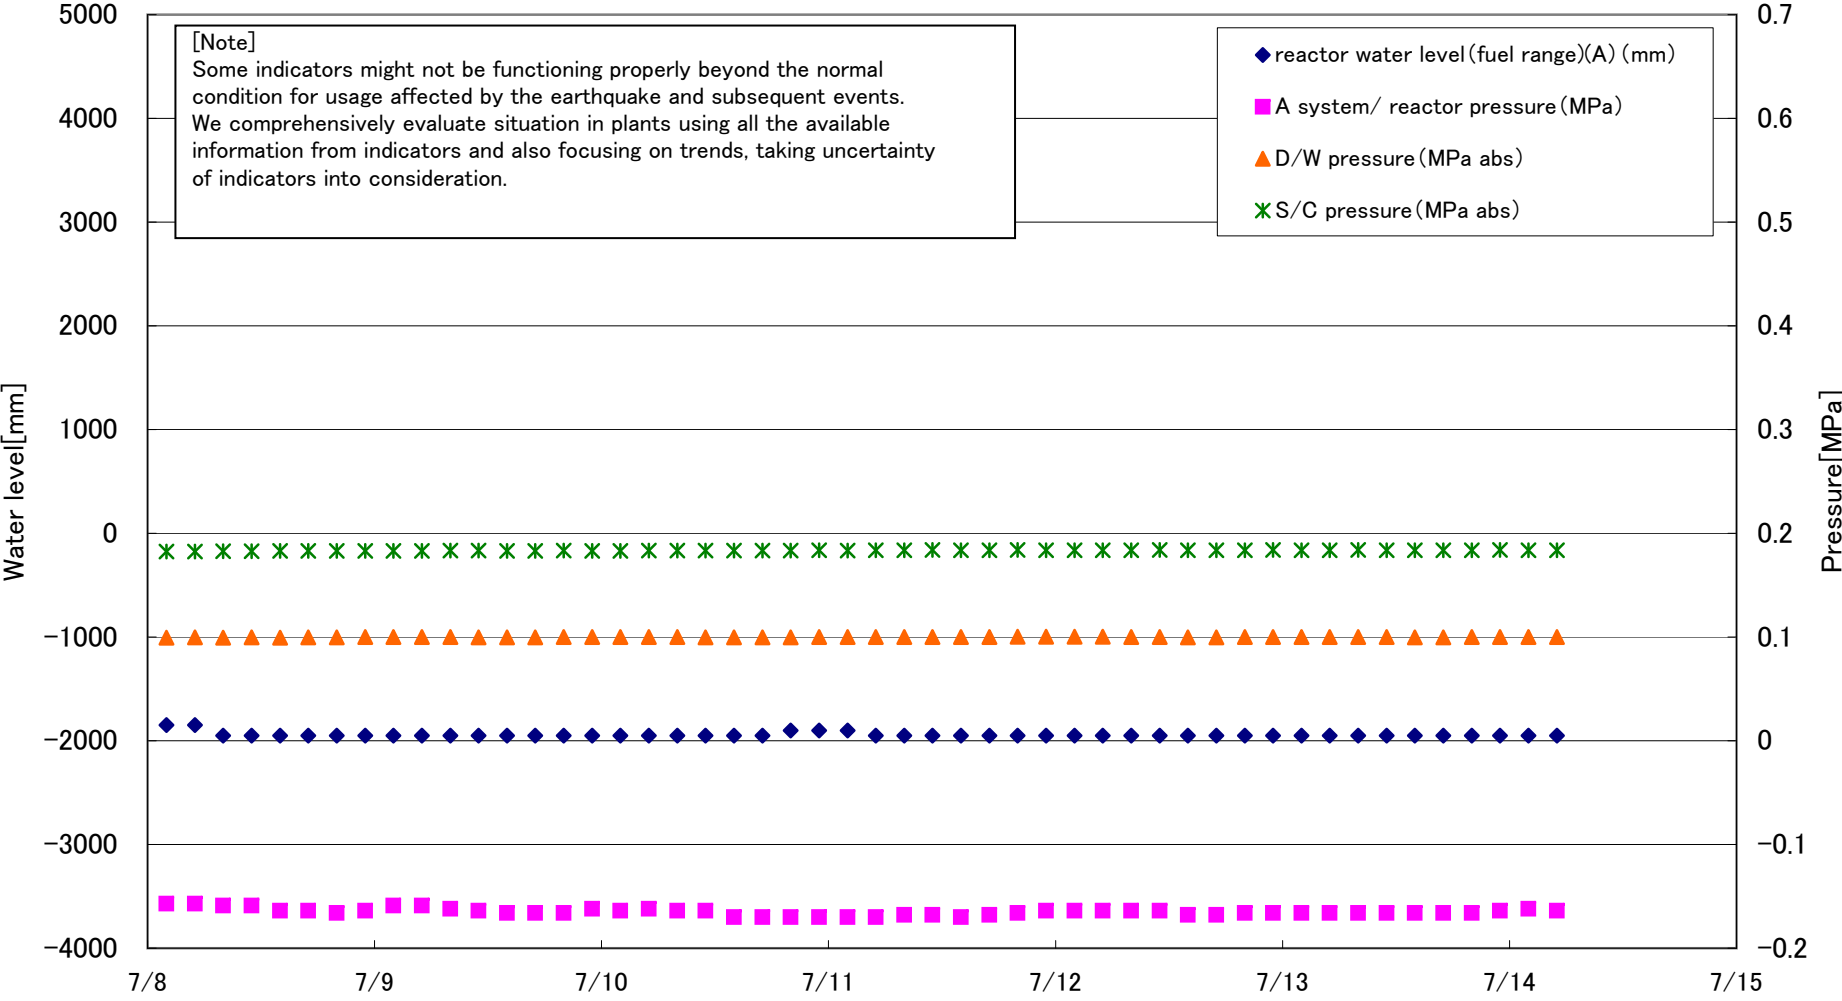 [Note]
Some indicators might not be functioning properly beyond the normal
condition for usage affected by the earthquake and subsequent events.
We comprehensively evaluate situation in plants using all the available
information from indicators and also focusing on trends, taking uncertainty
of indicators into consideration.
reactor water level(fuel range)(A) (mm)
A system/ reactor pressure(MPa)
D/W pressure(MPa abs)
S/C pressure(MPa abs)
Water level[mm]
5000
4000
3000
2000
1000
0
-1000
-2000
-3000
-4000
Pressure[MPa]
0.7
0.6
0.5
0.4
0.3
0.2
0.1
0
-0.1
-0.2
7/8 7/9 7/10 7/11 7/12 7/13 7/14 7/15